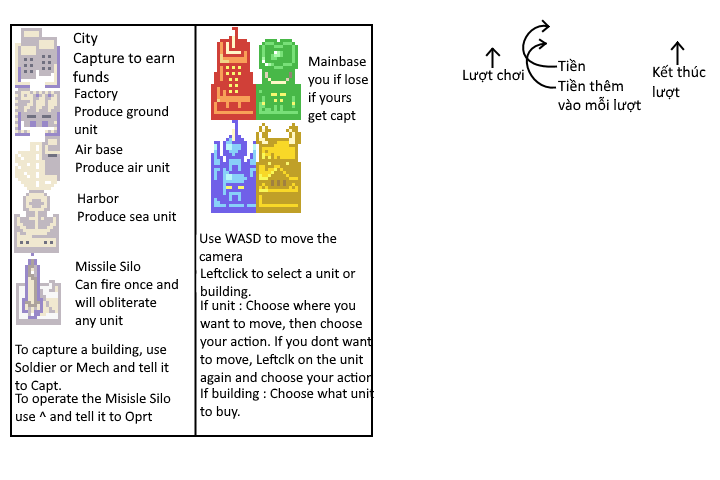 City
Capture to earn
funds
Factory
Produce ground
unit
Air base
Produce air unit
Harbor
Produce sea unit
Missile Silo
Can fire once and
will obliterate
any unit
To capture a building, use
Soldier or Mech and tell it
to Capt.
To operate the Misisle Silo
use ^ and tell it to Oprt
Mainbase
you if lose
if yours
get capt
Use WASD to move the
camera
Leftclick to select a unit or
building.
If unit : Choose where you
want to move, then choose
your action. If you dont want
to move, Leftclk on the unit
again and choose your action
If building : Choose what unit
to buy.
Lượt chơi
Tiền
Tiền thêm
vào mỗi lượt
Kết thúc
lượt